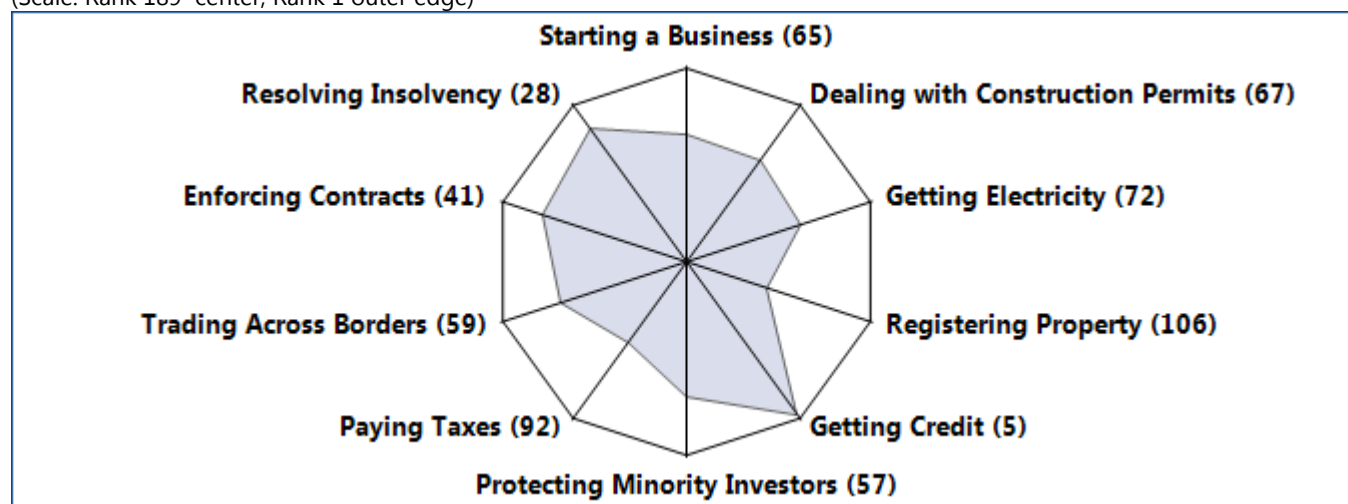 (Scale: Rank 189 center, Rank 1 outer edge)
Starting a Business (65)
Resolving Insolvency (28)
Dealing with Construction Permits (67)
Enforcing Contracts (41)
Getting Electricity (72)
Trading Across Borders (59)
Registering Property (106)
Paying Taxes (92)
Getting Credit (5)
Protecting Minority Investors (57)